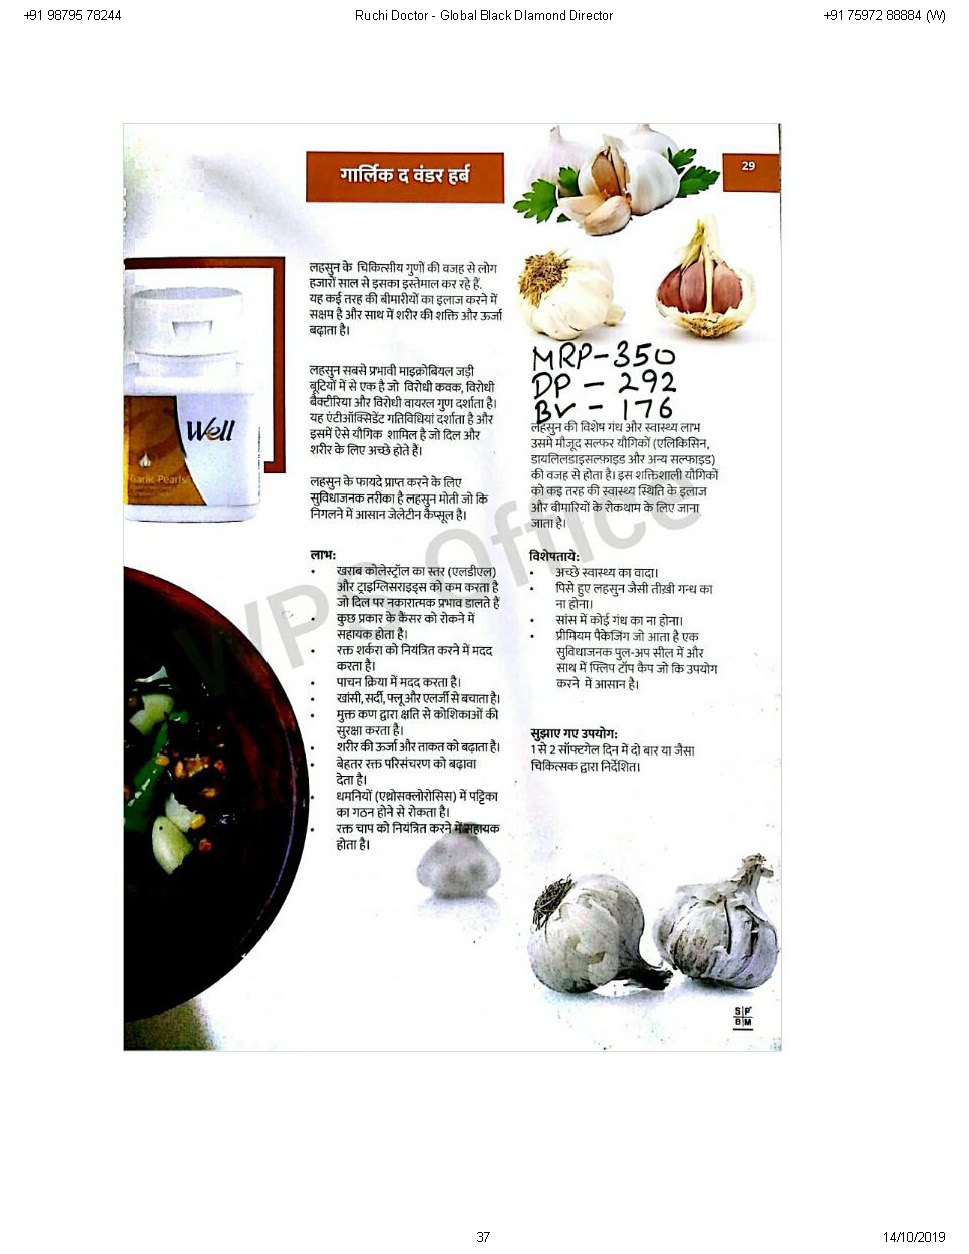 +91 98795 78244
Ruchi Doctor - Global Black DIamond Director
+91 75972 88884 (W)
गार्लिक द वंडर हर्ब
29
लहसुन के चिकित्सीय गुणों की वजह से लोग
हजारों साल से इसका इस्तेमाल कर रहे हैं.
यह कई तरह की बीमारीयों का इलाज करने में
सक्षम है और साथ में शरीर की शक्ति और ऊर्जा
बढ़ाता है।
लहसुन सबसे प्रभावी माइक्रोबियल जड़ी
बूटियों में से एक है जो विरोधी कवक, विरोधी
बैक्टीरिया और विरोधी वायरल गुण दर्शाता है।
यह एंटीऑक्सिडेंट गतिविधियां दर्शाता है और
इसमें ऐसे यौगिक शामिल है जो दिल और
शरीर के लिए अच्छे होते हैं।
लहसुन के फायदे प्राप्त करने के लिए
सुविधाजनक तरीका है लहसुन मोती जो कि
निगलने में आसान जेलेटीन कैप्सूल है।
Well
Garlic Pearls
लाभ:
• खराब कोलेस्ट्रॉल का स्तर (एलडीएल)
और ट्राइग्लिसराइड्स को कम करता है
जो दिल पर नकारात्मक प्रभाव डालते हैं
• कुछ प्रकार के कैंसर को रोकने में
सहायक होता है।
• रक्त शर्करा को नियंत्रित करने में मदद
करता है।
• पाचन क्रिया में मदद करता है।
• खांसी, सर्दी, फ्लू और एलर्जी से बचाता है।
• मुक्त कण द्वारा क्षति से कोशिकाओं की
सुरक्षा करता है।
• शरीर की ऊर्जा और ताकत को बढ़ाता है।
• बेहतर रक्त परिसंचरण को बढ़ावा
देता है।
• धमनियों (एथ्रोसक्लोरोसिस) में पट्टिका
का गठन होने से रोकता है।
• रक्त चाप को नियंत्रित करने में सहायक
होता है।
MRP-350
DP - 292
BV - 176
लहसुन की विशेष गंध और स्वास्थ्य लाभ
उसमे मौजूद सल्फर यौगिकों (एलिकिसिन,
डायलिलडाइसल्फ़ाइड और अन्य सल्फाइड)
की वजह से होता है। इस शक्तिशाली यौगिकों
को कइ तरह की स्वास्थ्य स्थिति के इलाज
और बीमारियों के रोकथाम के लिए जाना
जाता है।
विशेषताये:
• अच्छे स्वास्थ्य का वादा।
• पिसे हुए लहसुन जैसी तीखी गन्ध का
ना होना।
• सांस में कोई गंध का ना होना।
• प्रीमियम पैकेजिंग जो आता है एक
सुविधाजनक पुल-अप सील में और
साथ में फ्लिप टॉप कैप जो कि उपयोग
करने में आसान है।
सुझाए गए उपयोग:
1 से 2 सॉफ्टगेल दिन में दो बार या जैसा
चिकित्सक द्वारा निर्देशित।
WPS Office
S P
B M
37
14/10/2019